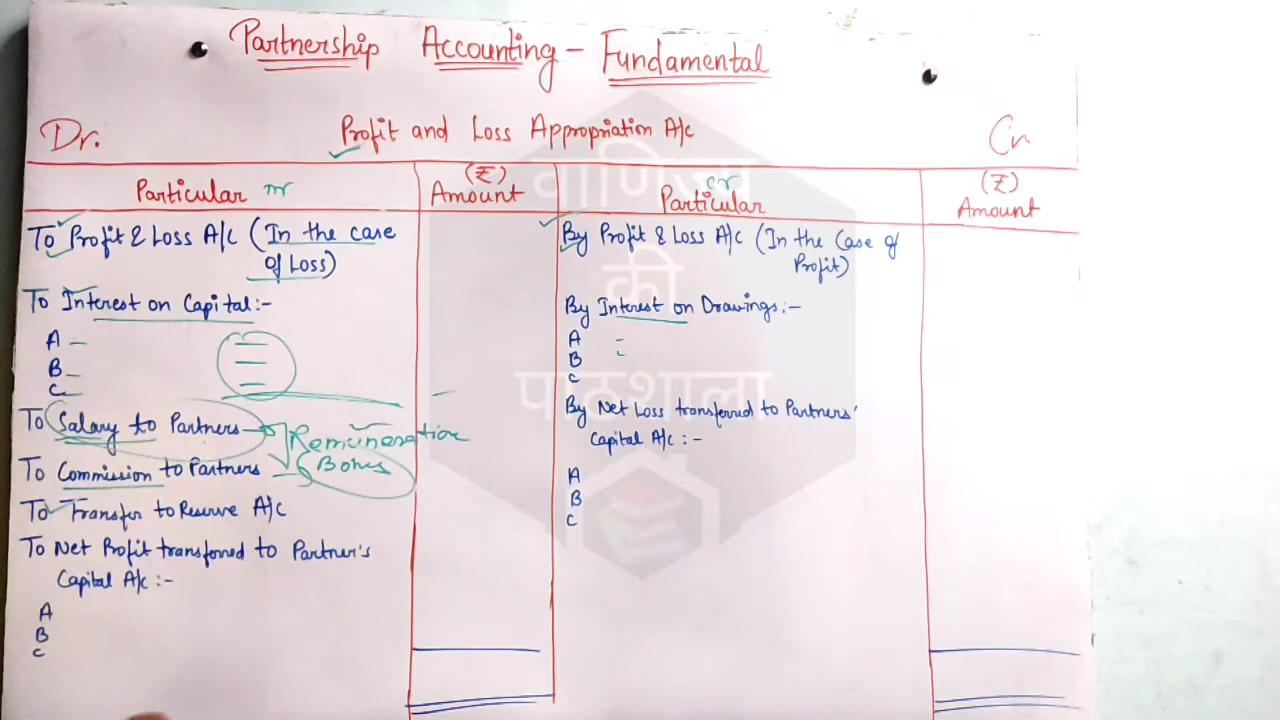 Partnership Accounting - Fundamental
Dr. Profit and Loss Appropriation A/c Cr
Particular
(₹)
Amount
Particular
(₹)
Amount
To Profit & Loss A/c (In the case
of Loss)
To Interest on Capital:-
A -
B -
C -
To Salary to Partners
Remuneration
To Commission to Partners
Bonus
To Transfer to Reserve A/c
To Net Profit transferred to Partner's
Capital A/c :-
A
B
C
By Profit & Loss A/c (In the Case of
Profit)
By Interest on Drawings:-
A -
B -
C
By Net Loss transferred to Partners'
Capital A/c :-
A
B
C
वाणिज्य
की
पाठशाला